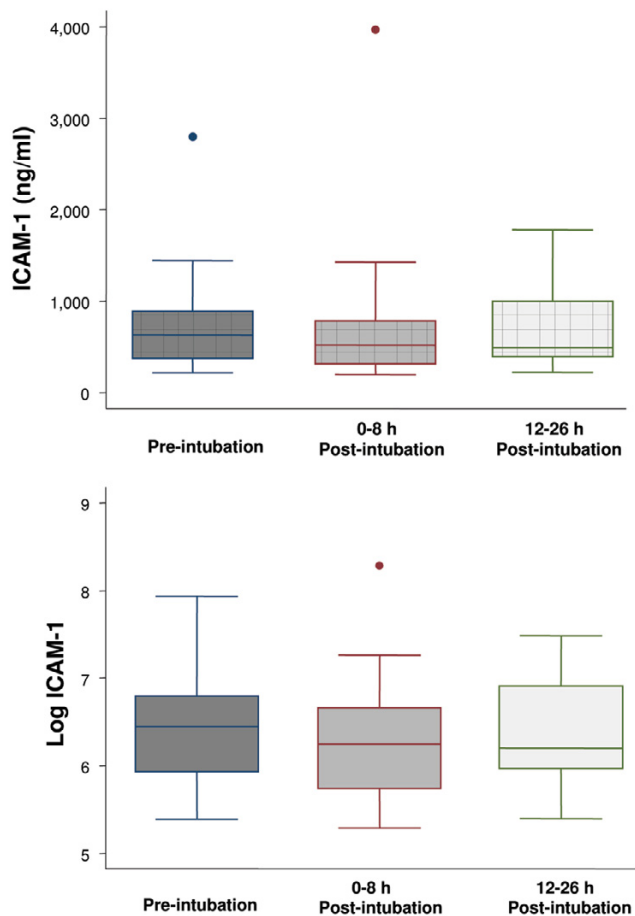 4,000
3,000
2,000
1,000
0
ICAM-1 (ng/ml)
Pre-intubation
0-8 h
Post-intubation
12-26 h
Post-intubation
9
8
7
6
5
Log ICAM-1
Pre-intubation
0-8 h
Post-intubation
12-26 h
Post-intubation